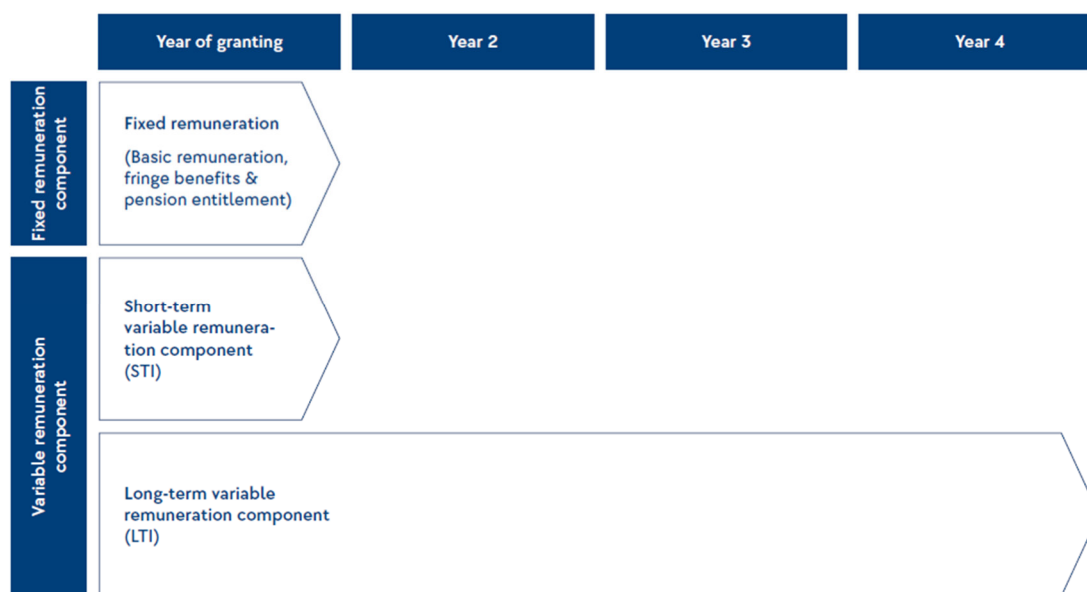 Year of granting
Year 2
Year 3
Year 4
Fixed remuneration
component
Fixed remuneration
(Basic remuneration,
fringe benefits &
pension entitlement)
Variable remuneration
component
Short-term
variable remunera-
tion component
(STI)
Long-term variable
remuneration component
(LTI)